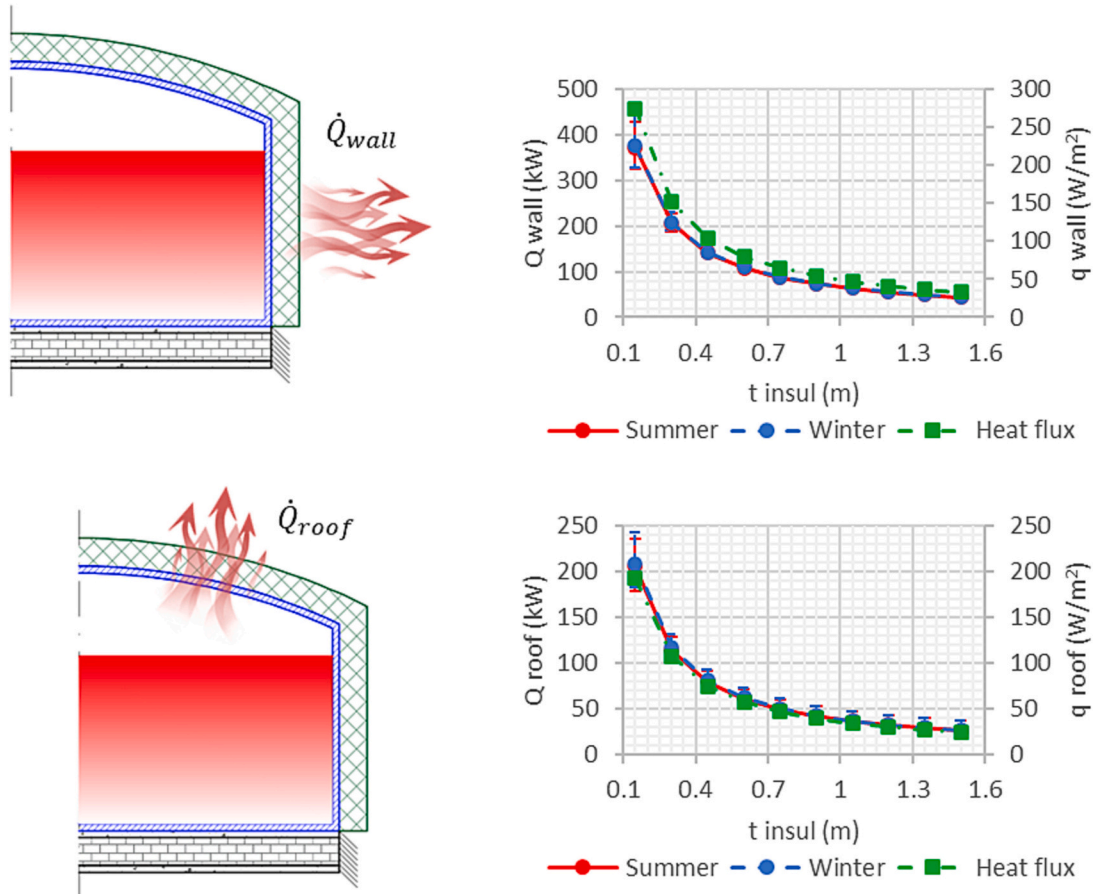 Q̇wall
500
400
300
200
100
0
Q wall (kW)
300
250
200
150
100
50
0
q wall (W/m²)
0.1 0.4 0.7 1 1.3 1.6
t insul (m)
Summer Winter Heat flux
Q̇roof
250
200
150
100
50
0
Q roof (kW)
250
200
150
100
50
0
q roof (W/m²)
0.1 0.4 0.7 1 1.3 1.6
t insul (m)
Summer Winter Heat flux